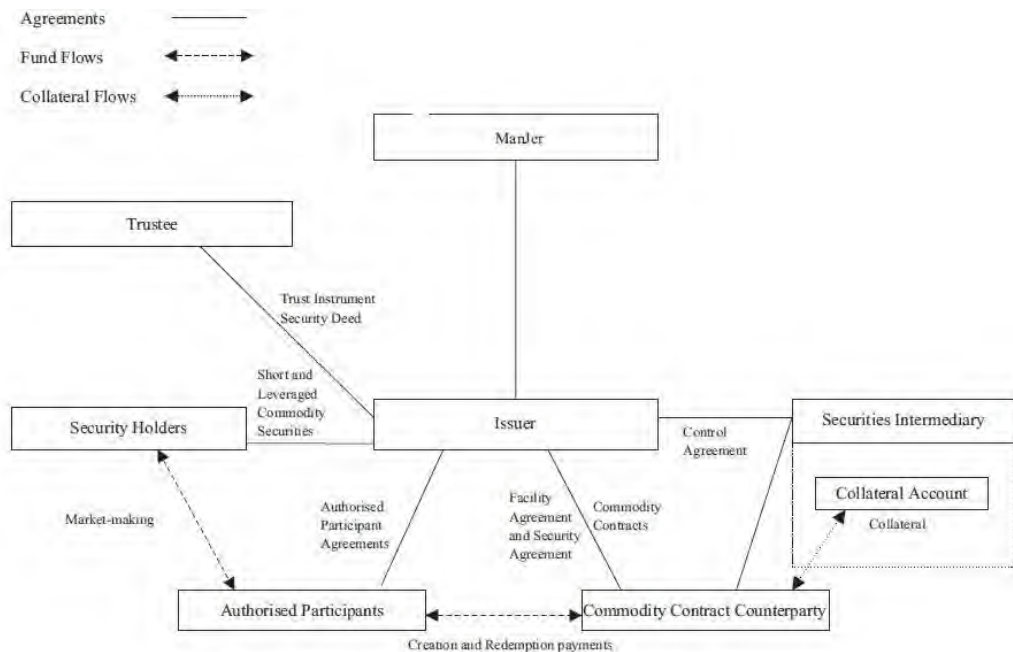 Agreements
Fund Flows
Collateral Flows
ManJer
Trustee
Trust Instrument
Security Deed
Short and
Leveraged
Commodity
Securities
Security Holders
Issuer
Securities Intermediary
Control
Agreement
Collateral Account
Collateral
Market-making
Authorised
Participant
Agreements
Facility
Agreement
and Security
Agreement
Commodity
Contracts
Authorised Participants
Commodity Contract Counterparty
Creation and Redemption payments